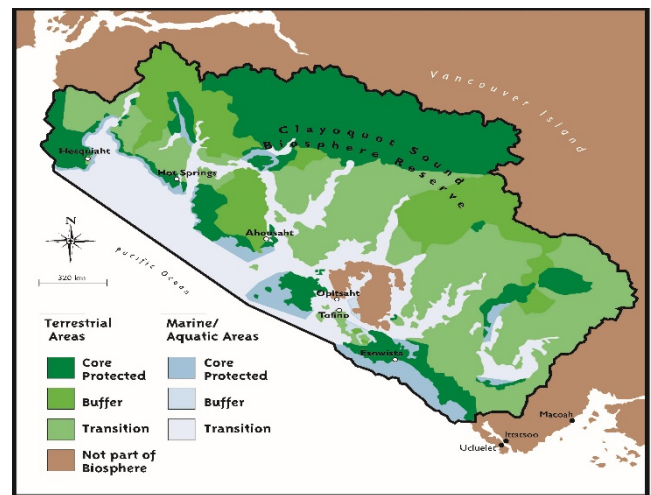 Vancouver Island
Clayoquot Sound
Biosphere Reserve
Hesquiaht
Hot Springs
Ahousaht
N
Pacific Ocean
320 km
Opitsaht
Tofino
Esowista
Macoah
Ittatsoo
Ucluelet
Terrestrial
Areas
Core
Protected
Buffer
Transition
Not part of
Biosphere
Marine/
Aquatic Areas
Core
Protected
Buffer
Transition